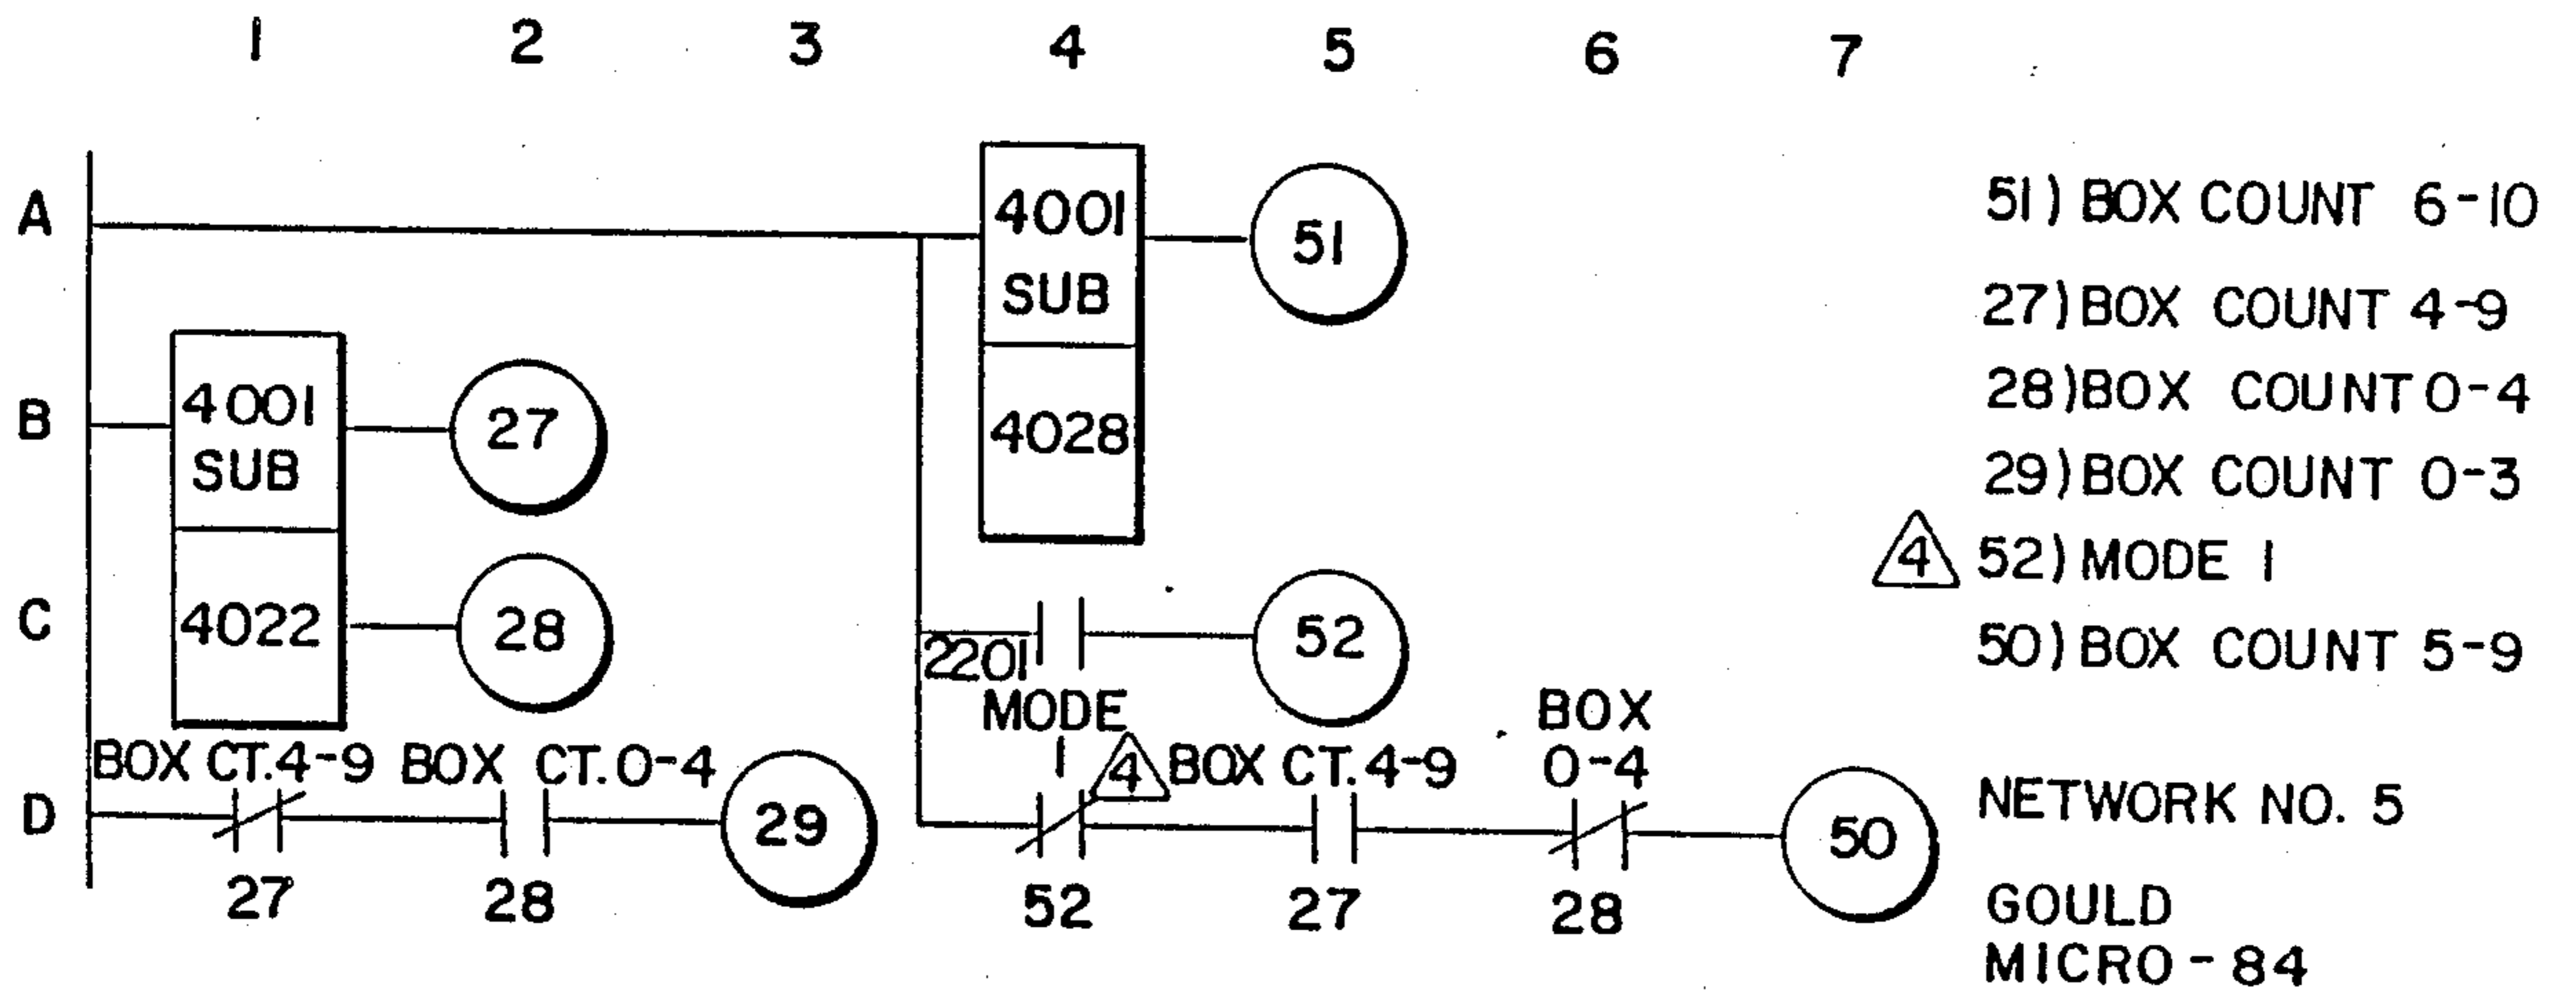 1 2 3 4 5 6 7
A
4001
SUB
51
4028
B
4001
SUB
27
4022
C
28
2201
52
MODE
1
4
BOX CT. 4-9
BOX CT. 0-4
BOX CT. 4-9
BOX
0-4
D
29
50
27
28
52
27
28
51) BOX COUNT 6-10
27) BOX COUNT 4-9
28) BOX COUNT 0-4
29) BOX COUNT 0-3
4 52) MODE 1
50) BOX COUNT 5-9
NETWORK NO. 5
GOULD
MICRO-84